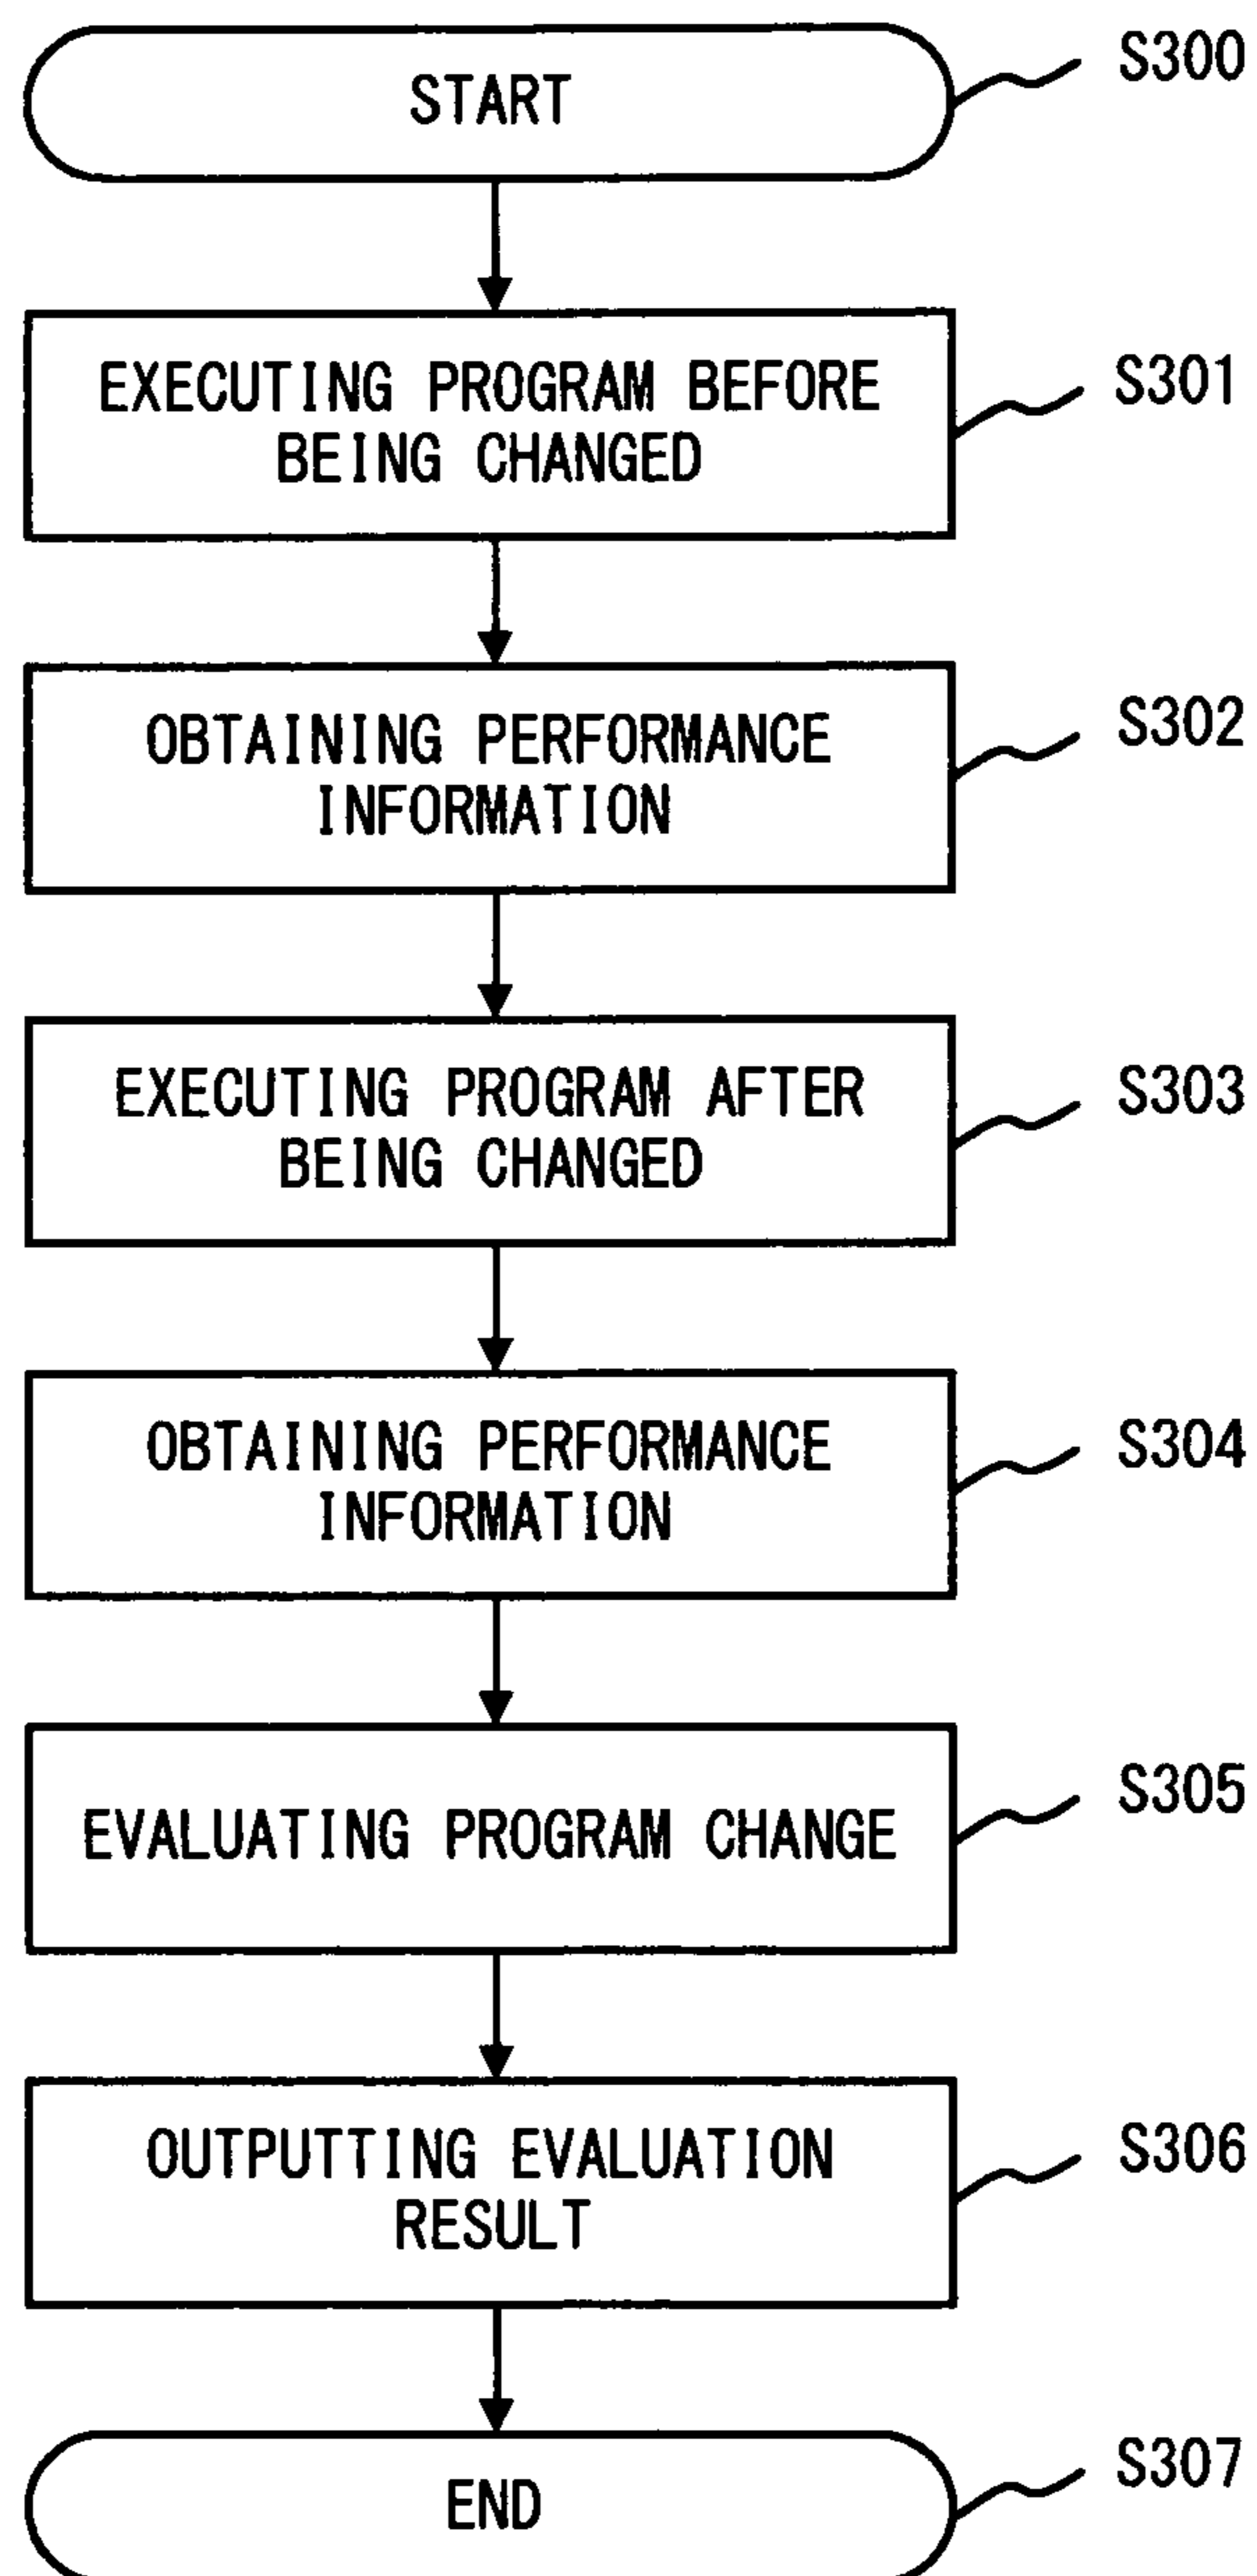 START
S300
EXECUTING PROGRAM BEFORE
BEING CHANGED
S301
OBTAINING PERFORMANCE
INFORMATION
S302
EXECUTING PROGRAM AFTER
BEING CHANGED
S303
OBTAINING PERFORMANCE
INFORMATION
S304
EVALUATING PROGRAM CHANGE
S305
OUTPUTTING EVALUATION
RESULT
S306
END
S307